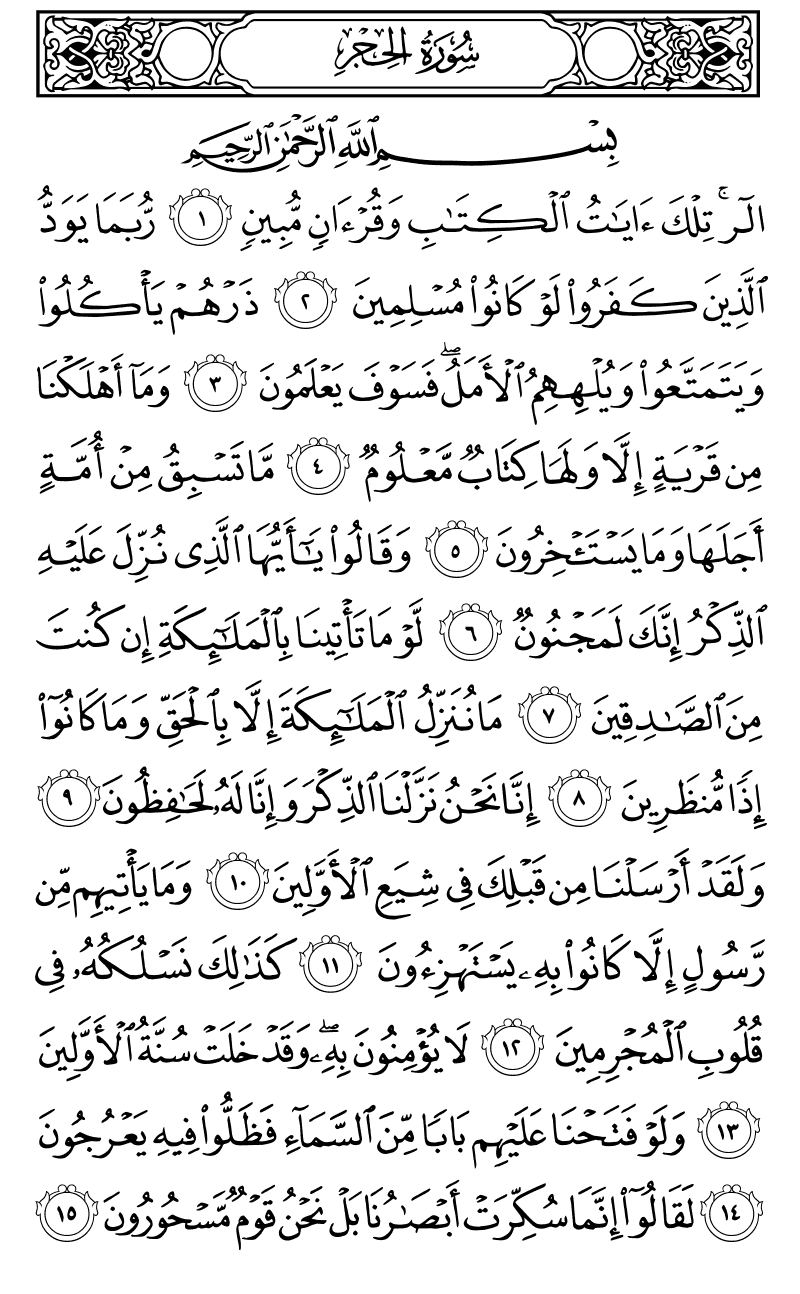 سُورَةُ الحِجْرِ
بِسْمِ ٱللَّهِ ٱلرَّحْمَٰنِ ٱلرَّحِيمِ
الٓر ۚ تِلْكَ ءَايَٰتُ ٱلْكِتَٰبِ وَقُرْءَانٍ مُّبِينٍ ١ رُّبَمَا يَوَدُّ
ٱلَّذِينَ كَفَرُوا۟ لَوْ كَانُوا۟ مُسْلِمِينَ ٢ ذَرْهُمْ يَأْكُلُوا۟
وَيَتَمَتَّعُوا۟ وَيُلْهِهِمُ ٱلْأَمَلُ ۖ فَسَوْفَ يَعْلَمُونَ ٣ وَمَآ أَهْلَكْنَا
مِن قَرْيَةٍ إِلَّا وَلَهَا كِتَابٌ مَّعْلُومٌ ٤ مَّا تَسْبِقُ مِنْ أُمَّةٍ
أَجَلَهَا وَمَا يَسْتَـْٔخِرُونَ ٥ وَقَالُوا۟ يَٰٓأَيُّهَا ٱلَّذِى نُزِّلَ عَلَيْهِ
ٱلذِّكْرُ إِنَّكَ لَمَجْنُونٌ ٦ لَّوْ مَا تَأْتِينَا بِٱلْمَلَٰٓئِكَةِ إِن كُنتَ
مِنَ ٱلصَّٰدِقِينَ ٧ مَا نُنَزِّلُ ٱلْمَلَٰٓئِكَةَ إِلَّا بِٱلْحَقِّ وَمَا كَانُوٓا۟
إِذًا مُّنظَرِينَ ٨ إِنَّا نَحْنُ نَزَّلْنَا ٱلذِّكْرَ وَإِنَّا لَهُۥ لَحَٰفِظُونَ ٩
وَلَقَدْ أَرْسَلْنَا مِن قَبْلِكَ فِى شِيَعِ ٱلْأَوَّلِينَ ١٠ وَمَا يَأْتِيهِم مِّن
رَّسُولٍ إِلَّا كَانُوا۟ بِهِۦ يَسْتَهْزِءُونَ ١١ كَذَٰلِكَ نَسْلُكُهُۥ فِى
قُلُوبِ ٱلْمُجْرِمِينَ ١٢ لَا يُؤْمِنُونَ بِهِۦ ۖ وَقَدْ خَلَتْ سُنَّةُ ٱلْأَوَّلِينَ
١٣ وَلَوْ فَتَحْنَا عَلَيْهِم بَابًا مِّنَ ٱلسَّمَآءِ فَظَلُّوا۟ فِيهِ يَعْرُجُونَ
١٤ لَقَالُوٓا۟ إِنَّمَا سُكِّرَتْ أَبْصَٰرُنَا بَلْ نَحْنُ قَوْمٌ مَّسْحُورُونَ ١٥